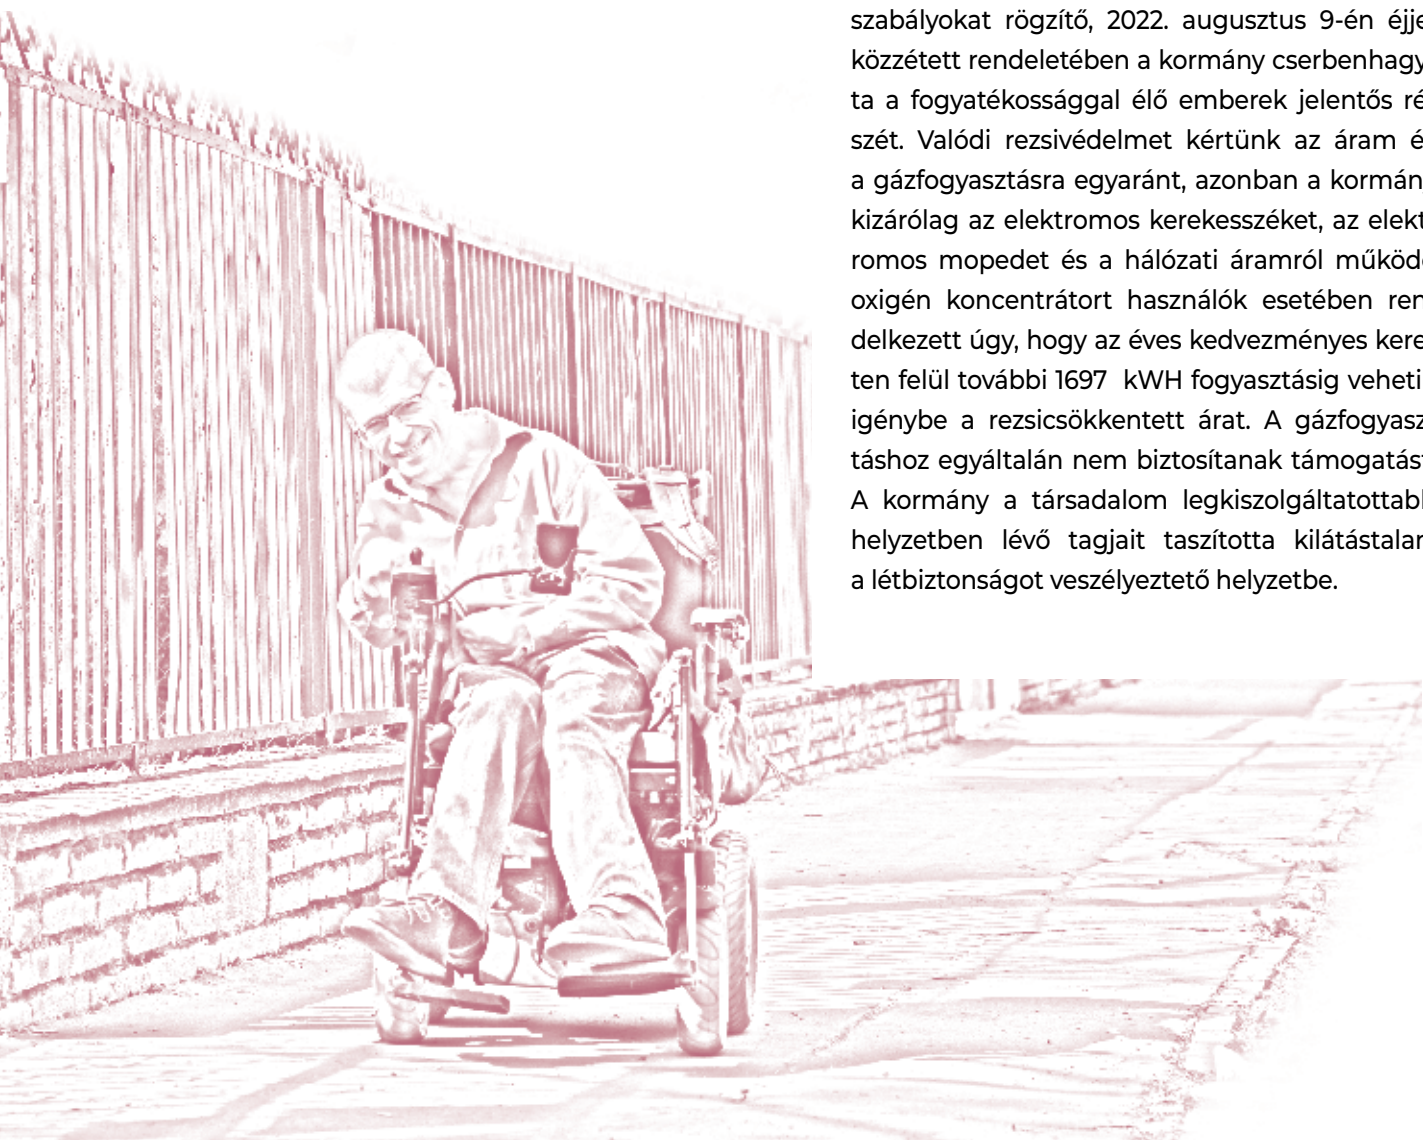 szabályokat rögzítő, 2022. augusztus 9-én éjje
közzétett rendeletében a kormány cserbenhagy
ta a fogyatékossággal élő emberek jelentős ré
szét. Valódi rezsivédelmet kértünk az áram é
a gázfogyasztásra egyaránt, azonban a kormán
kizárólag az elektromos kerekesszéket, az elekt
romos mopedet és a hálózati áramról működ
oxigén koncentrátort használók esetében ren
delkezett úgy, hogy az éves kedvezményes kere
ten felül további 1697 kWH fogyasztásig veheti
igénybe a rezsicsökkentett árat. A gázfogyasz
táshoz egyáltalán nem biztosítanak támogatást
A kormány a társadalom legkiszolgáltatottabb
helyzetben lévő tagjait taszította kilátástalan
a létbiztonságot veszélyeztető helyzetbe.